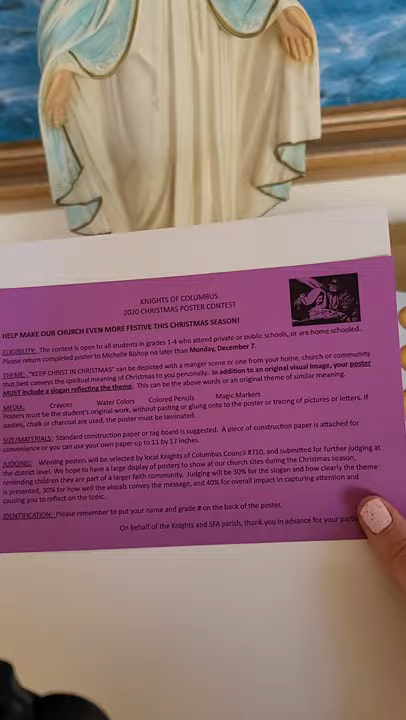 KNIGHTS OF COLUMBUS
2020 CHRISTMAS POSTER CONTEST
HELP MAKE OUR CHURCH EVEN MORE FESTIVE THIS CHRISTMAS SEASON!
ELIGIBILITY: The contest is open to all students in grades 1-4 who attend private or public schools, or are home schooled.
Please return completed poster to Michelle Bishop no later than Monday, December 7.
THEME: "KEEP CHRIST IN CHRISTMAS" can be depicted with a manger scene or one from your home, church or community
that best conveys the spiritual meaning of Christmas to you personally. In addition to an original visual image, your poster
MUST include a slogan reflecting the theme. This can be the above words or an original theme of similar meaning.
MEDIA: Crayons Water Colors Colored Pencils Magic Markers
Posters must be the student's original work, without pasting or gluing onto to the poster or tracing of pictures or letters. If
pastels, chalk or charcoal are used, the poster must be laminated.
SIZE/MATERIALS: Standard construction paper or tag board is suggested. A piece of construction paper is attached for
convenience or you can use your own paper up to 11 by 17 inches.
JUDGING: Winning posters will be selected by local Knights of Columbus Council #710, and submitted for further judging at
the district level. We hope to have a large display of posters to show at our church sites during the Christmas season,
reminding children they are part of a larger faith community. Judging will be 30% for the slogan and how clearly the theme
is presented, 30% for how well the visuals convey the message, and 40% for overall impact in capturing attention and
causing you to reflect on the topic.
IDENTIFICATION: Please remember to put your name and grade # on the back of the poster.
On behalf of the Knights and SFA parish, thank you in advance for your